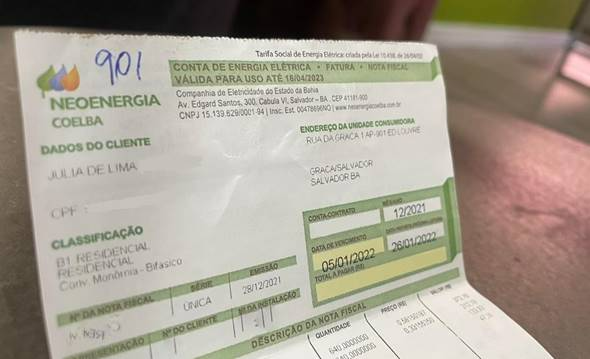 901
Tarifa Social de Energia Elétrica: criada pela Lei 10.438, de 26/04/02
CONTA DE ENERGIA ELÉTRICA • FATURA • NOTA FISCAL
VÁLIDA PARA USO ATÉ 18/04/2023
NEOENERGIA
COELBA
Companhia de Eletricidade do Estado da Bahia
Av. Edgard Santos, 300, Cabula VI, Salvador – BA . CEP 41181-900
CNPJ 15.139.629/0001-94 | Insc. Est. 00478696NO | www.neoenergiacoelba.com.br
DADOS DO CLIENTE
JULIA DE LIMA
CPF:
ENDEREÇO DA UNIDADE CONSUMIDORA
RUA DA GRACA 1 AP-901 ED LOUVRE
GRACA/SALVADOR
SALVADOR BA
CLASSIFICAÇÃO
B1 RESIDENCIAL
RESIDENCIAL
Conv. Monômia - Bifásico
CONTA CONTRATO
12/2021
DATA DE VENCIMENTO
05/01/2022
26/01/2022
TOTAL A PAGAR (R$)
Nº DA NOTA FISCAL SÉRIE EMISSÃO
ÚNICA 28/12/2021
Nº DO CLIENTE Nº DA INSTALAÇÃO
DESCRIÇÃO DA NOTA FISCAL
QUANTIDADE PREÇO (R$) VALOR (R$)